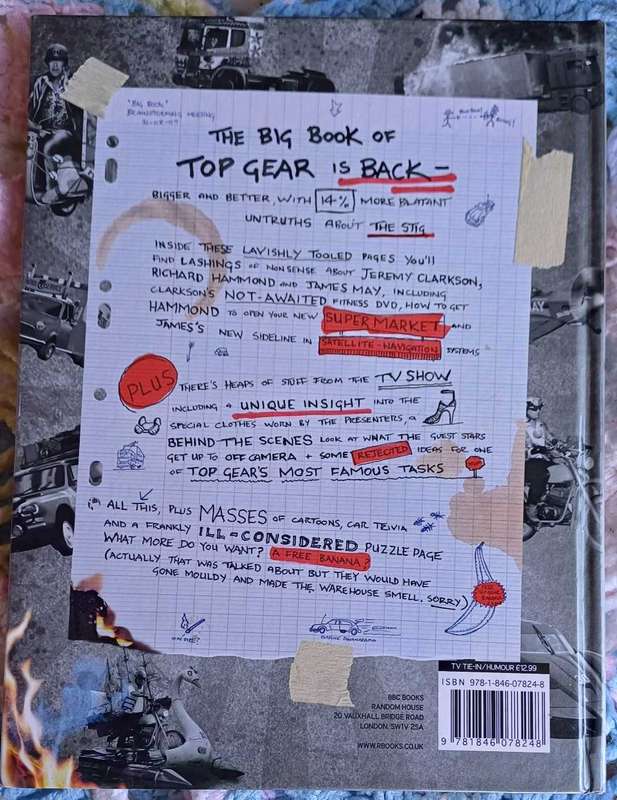 "BIG BOOK"
BRAINSTORMING MEETING
THE BIG BOOK OF
TOP GEAR IS BACK –
BIGGER AND BETTER, WITH 14% MORE BLATANT
UNTRUTHS ABOUT THE STIG
INSIDE THESE LAVISHLY TOOLED PAGES YOU'LL
FIND LASHINGS OF NONSENSE ABOUT JEREMY CLARKSON,
RICHARD HAMMOND AND JAMES MAY, INCLUDING
CLARKSON'S NOT-AWAITED FITNESS DVD, HOW TO GET
HAMMOND TO OPEN YOUR NEW SUPERMARKET AND
JAMES'S NEW SIDELINE IN SATELLITE-NAVIGATION SYSTEMS
PLUS THERE'S HEAPS OF STUFF FROM THE TV SHOW
INCLUDING A UNIQUE INSIGHT INTO THE
SPECIAL CLOTHES WORN BY THE PRESENTERS, A
BEHIND THE SCENES LOOK AT WHAT THE GUEST STARS
GET UP TO OFF CAMERA + SOME REJECTED IDEAS FOR ONE
OF TOP GEAR'S MOST FAMOUS TASKS
ALL THIS, PLUS MASSES OF CARTOONS, CAR TRIVIA
AND A FRANKLY ILL-CONSIDERED PUZZLE PAGE
WHAT MORE DO YOU WANT? A FREE BANANA?
(ACTUALLY THAT WAS TALKED ABOUT BUT THEY WOULD HAVE
GONE MOULDY AND MADE THE WAREHOUSE SMELL. SORRY)
TV TIE-IN/HUMOUR £12.99
ISBN 978-1-846-07824-8
9 781846 078248
BBC BOOKS
RANDOM HOUSE
20 VAUXHALL BRIDGE ROAD
LONDON, SW1V 2SA
WWW.RBOOKS.CO.UK